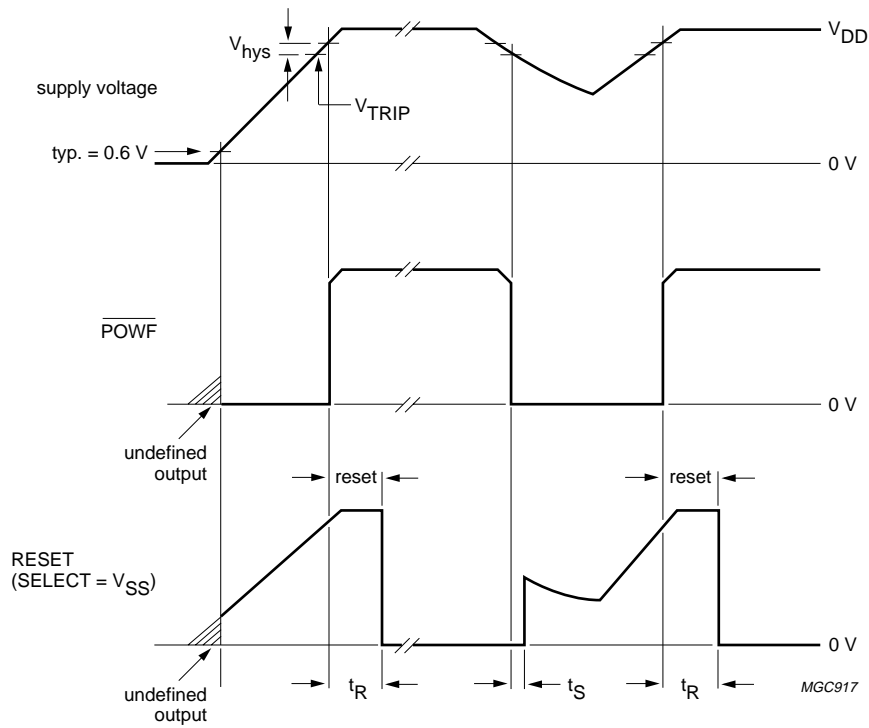 V_DD
V_hys
supply voltage
V_TRIP
typ. = 0.6 V
0 V
POWF
0 V
undefined
output
reset
reset
RESET
(SELECT = V_SS)
0 V
undefined
output
t_R
t_S
t_R
MGC917